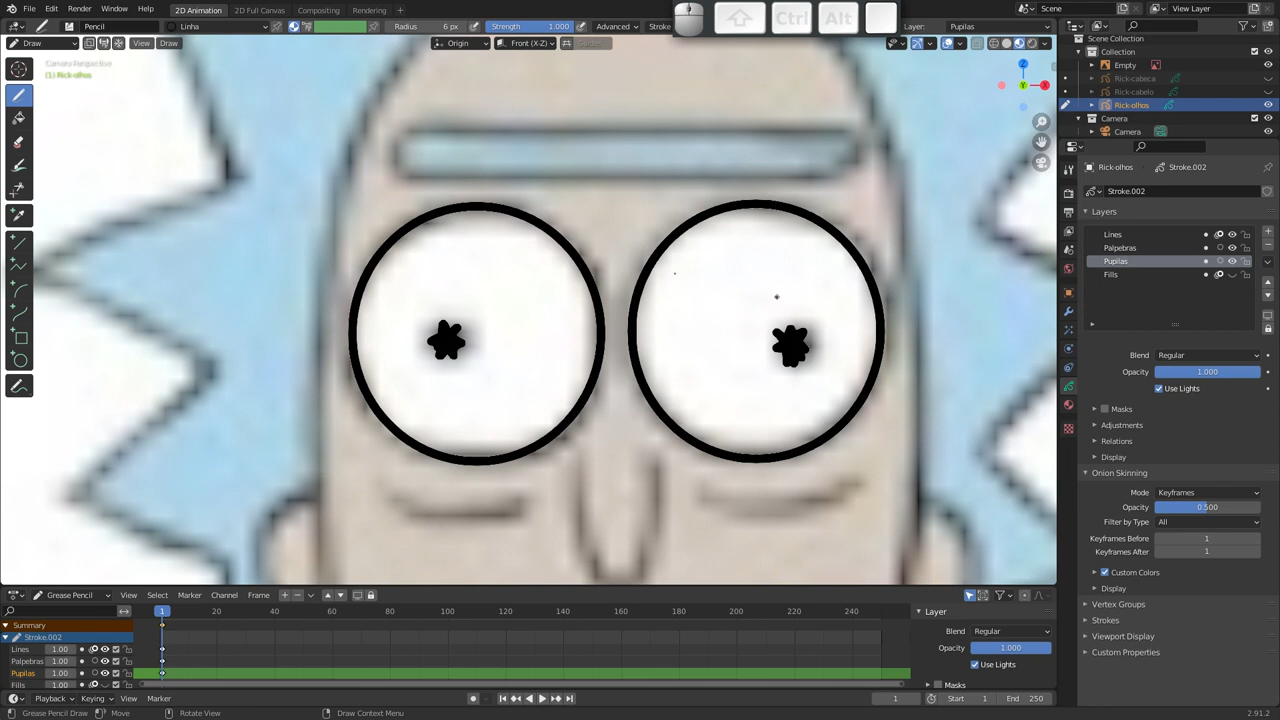 File Edit Render Window Help 2D Animation 2D Full Canvas Compositing Rendering Scene View Layer
Pencil Linha Radius 6 px Strength 1.000 Advanced Stroke Ctrl Alt Layer: Pupilas
Draw View Draw Origin Front (X-Z) Guides
Camera Perspective
(1) Rick-olhos
Z
Y
X
Scene Collection
Collection
Empty
Rick-cabeca
Rick-cabelo
Rick-olhos
Camera
Camera
Rick-olhos Stroke.002
Stroke.002
Layers
Lines
Palpebras
Pupilas
Fills
Blend Regular
Opacity 1.000
Use Lights
Masks
Adjustments
Relations
Display
Onion Skinning
Mode Keyframes
Opacity 0.500
Filter by Type All
Keyframes Before 1
Keyframes After 1
Custom Colors
Display
Vertex Groups
Strokes
Viewport Display
Custom Properties
Grease Pencil View Select Marker Channel Frame
1 20 40 60 80 100 120 140 160 180 200 220 240
Summary
Stroke.002
Lines 1.00
Palpebras 1.00
Pupilas 1.00
Fills 1.00
Layer
Blend Regular
Opacity 1.000
Use Lights
Masks
Playback Keying View Marker 1 Start 1 End 250
Grease Pencil Draw Move Rotate View Draw Context Menu 2.91.2